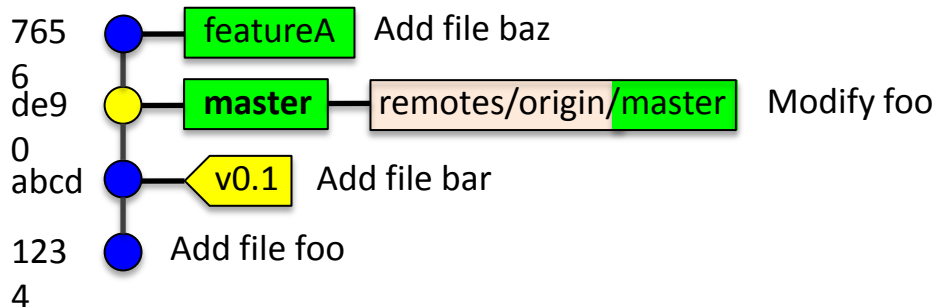 765 featureA Add file baz
6
de9 master remotes/origin/master Modify foo
0
abcd v0.1 Add file bar
123 Add file foo
4